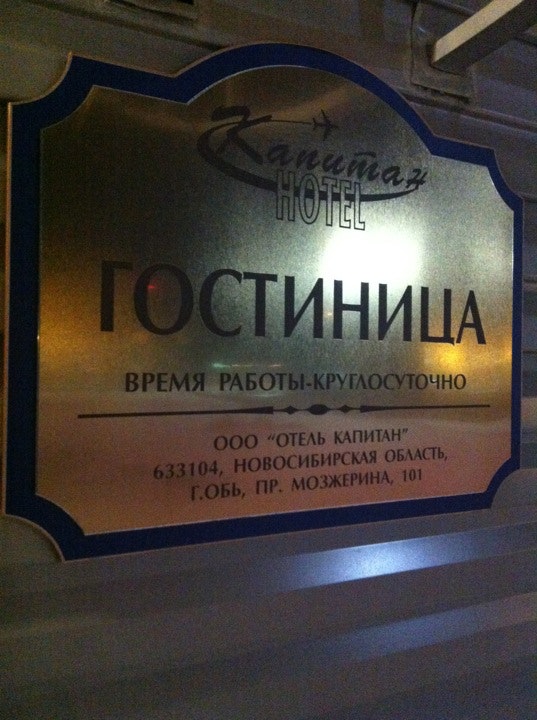 Капитан
HOTEL
ГОСТИНИЦА
ВРЕМЯ РАБОТЫ-КРУГЛОСУТОЧНО
ООО "ОТЕЛЬ КАПИТАН"
633104, НОВОСИБИРСКАЯ ОБЛАСТЬ,
Г.ОБЬ, ПР. МОЗЖЕРИНА, 101